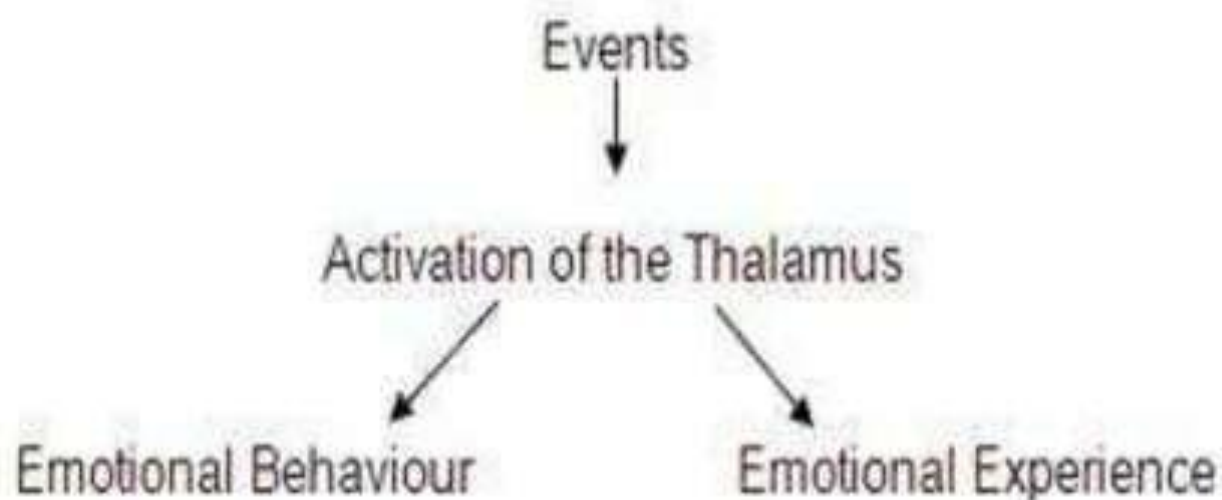 Events
Activation of the Thalamus
Emotional Behaviour
Emotional Experience